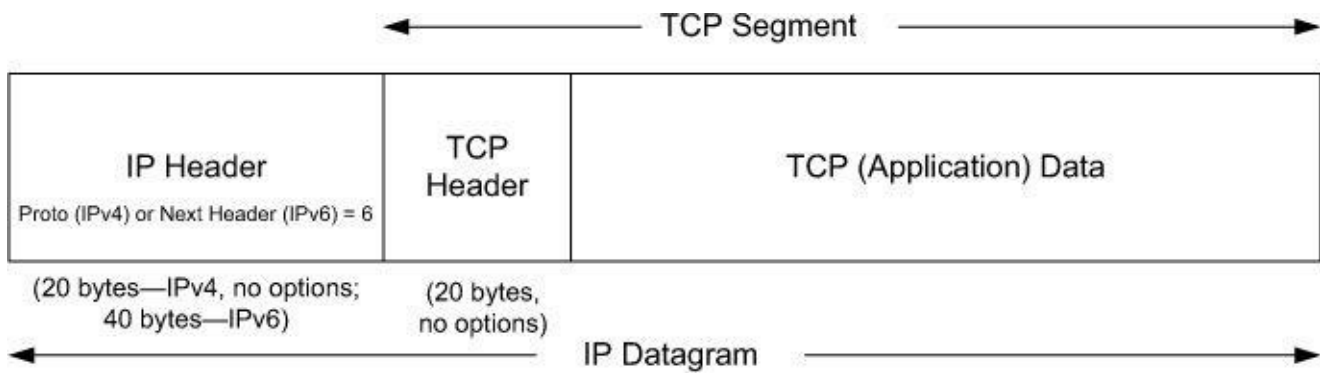 TCP Segment
IP Header
Proto (IPv4) or Next Header (IPv6) = 6
TCP
Header
TCP (Application) Data
(20 bytes—IPv4, no options;
40 bytes—IPv6)
(20 bytes,
no options)
IP Datagram